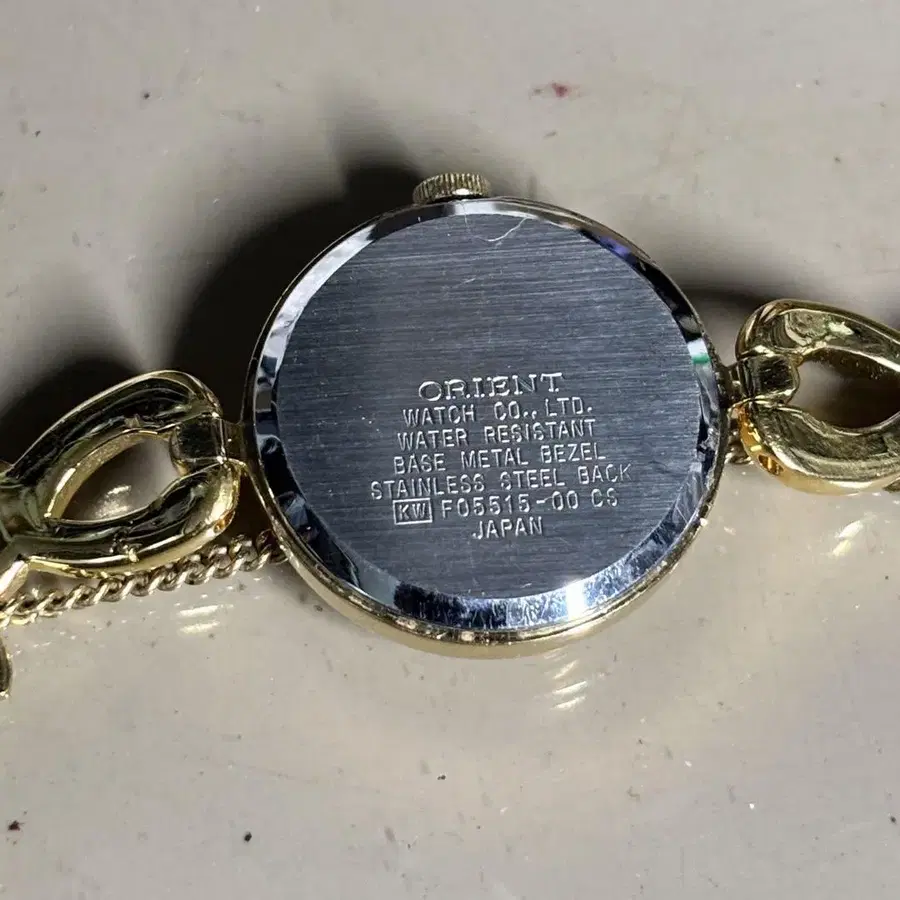 ORIENT
WATCH CO., LTD.
WATER RESISTANT
BASE METAL BEZEL
STAINLESS STEEL BACK
KW F05515-00 CS
JAPAN